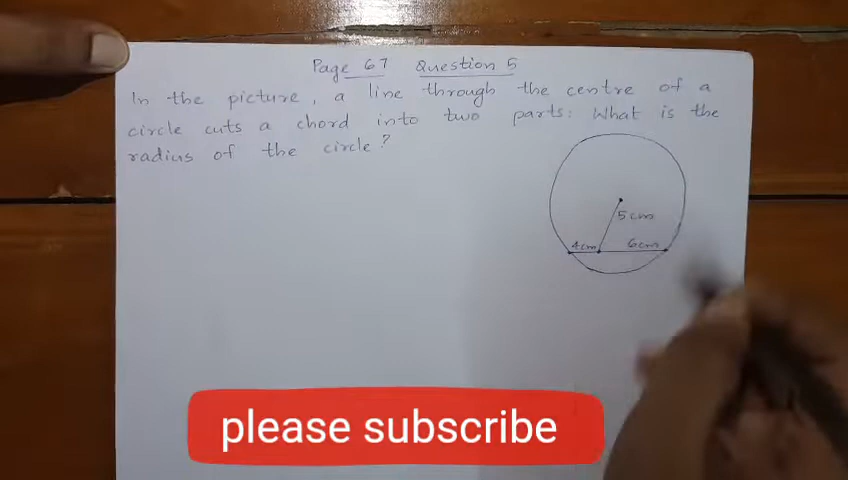 Page 67 Question 5
In the picture, a line through the centre of a
circle cuts a chord into two parts: What is the
radius of the circle?
5cm
4cm 6cm
please subscribe